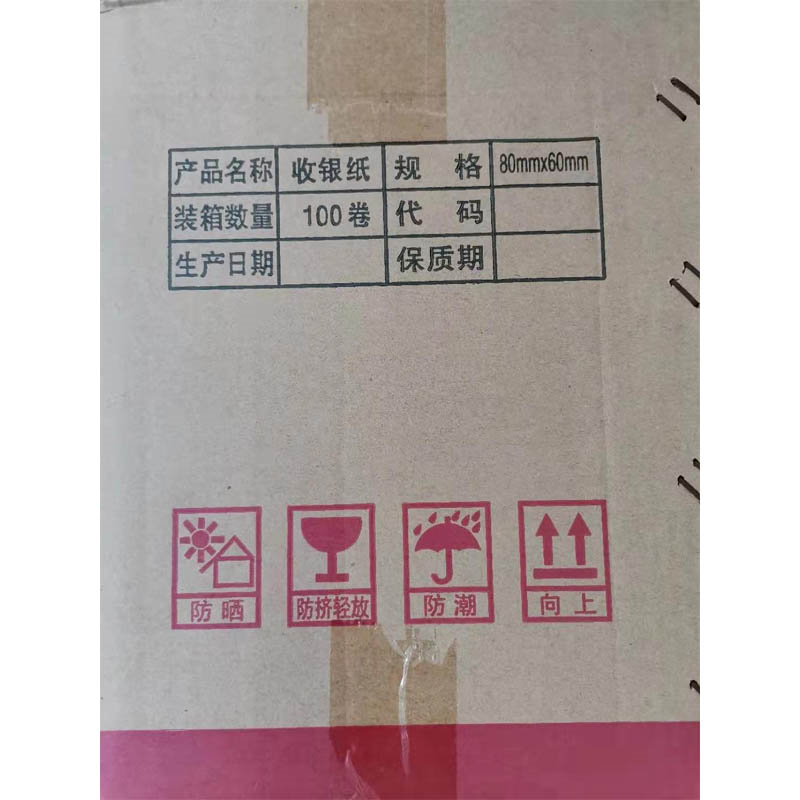 产品名称 收银纸 规 格 80mmx60mm
装箱数量 100卷 代 码
生产日期 保质期
防晒 防挤轻放 防潮 向上